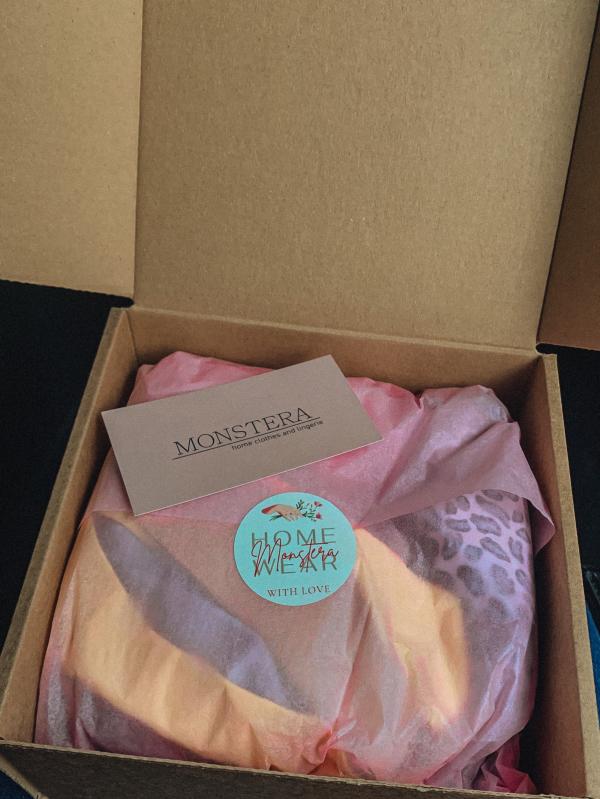 MONSTERA
home clothes and lingerie
HOME
Monstera
WEAR
WITH LOVE